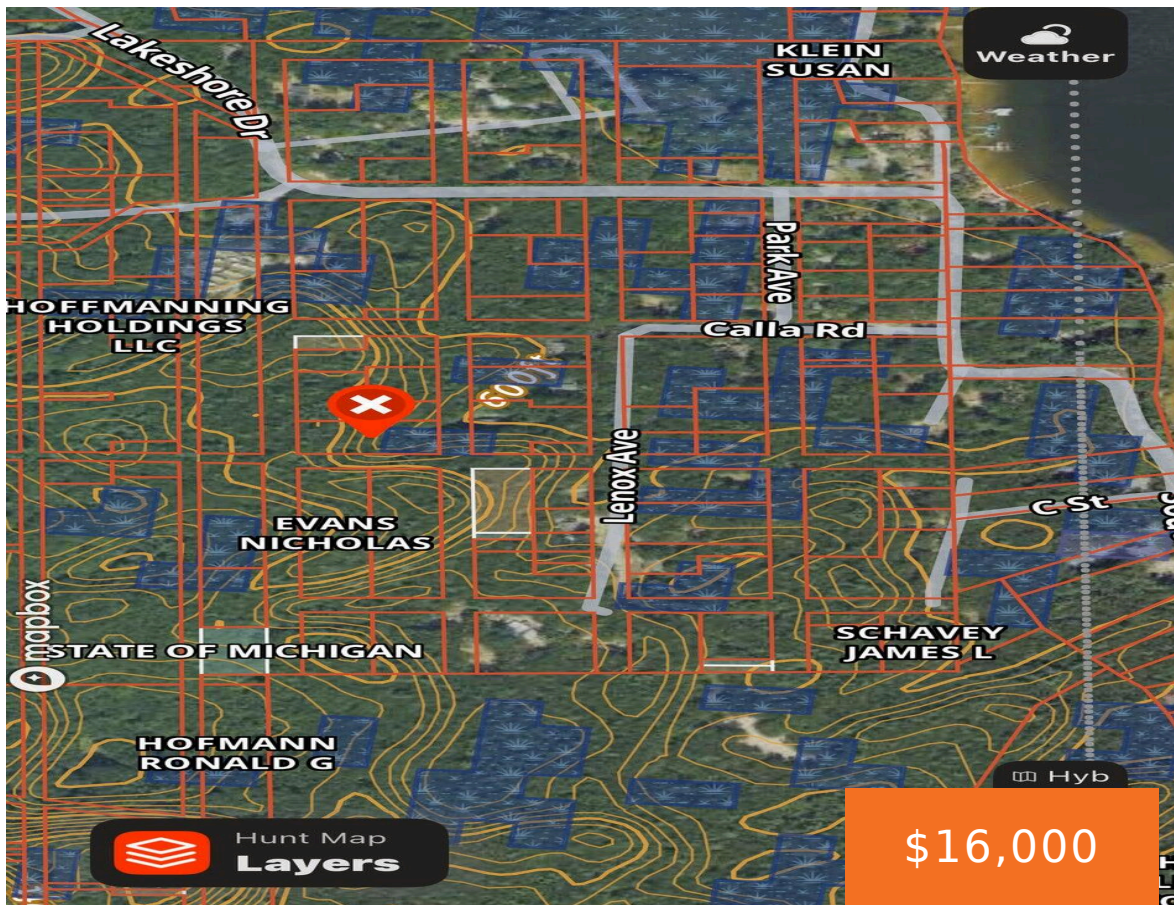 Lakeshore Dr
KLEIN
SUSAN
Weather
Park Ave
HOFFMANNING
HOLDINGS
LLC
Calla Rd
600ft
Lenox Ave
C St
EVANS
NICHOLAS
mapbox
STATE OF MICHIGAN
SCHAVEY
JAMES L
HOFMANN
RONALD G
Hyb
Hunt Map
Layers
$16,000